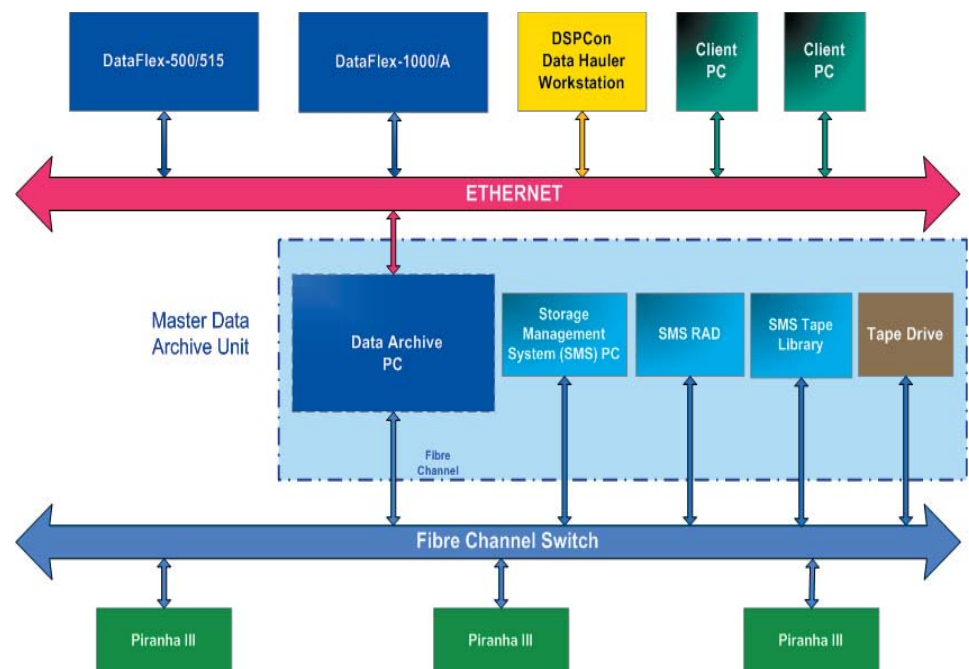 DataFlex-500/515
DataFlex-1000/A
DSPCon
Data Hauler
Workstation
Client
PC
Client
PC
ETHERNET
Master Data
Archive Unit
Data Archive
PC
Storage
Management
System (SMS) PC
SMS RAD
SMS Tape
Library
Tape Drive
Fibre
Channel
Fibre Channel Switch
Piranha III
Piranha III
Piranha III